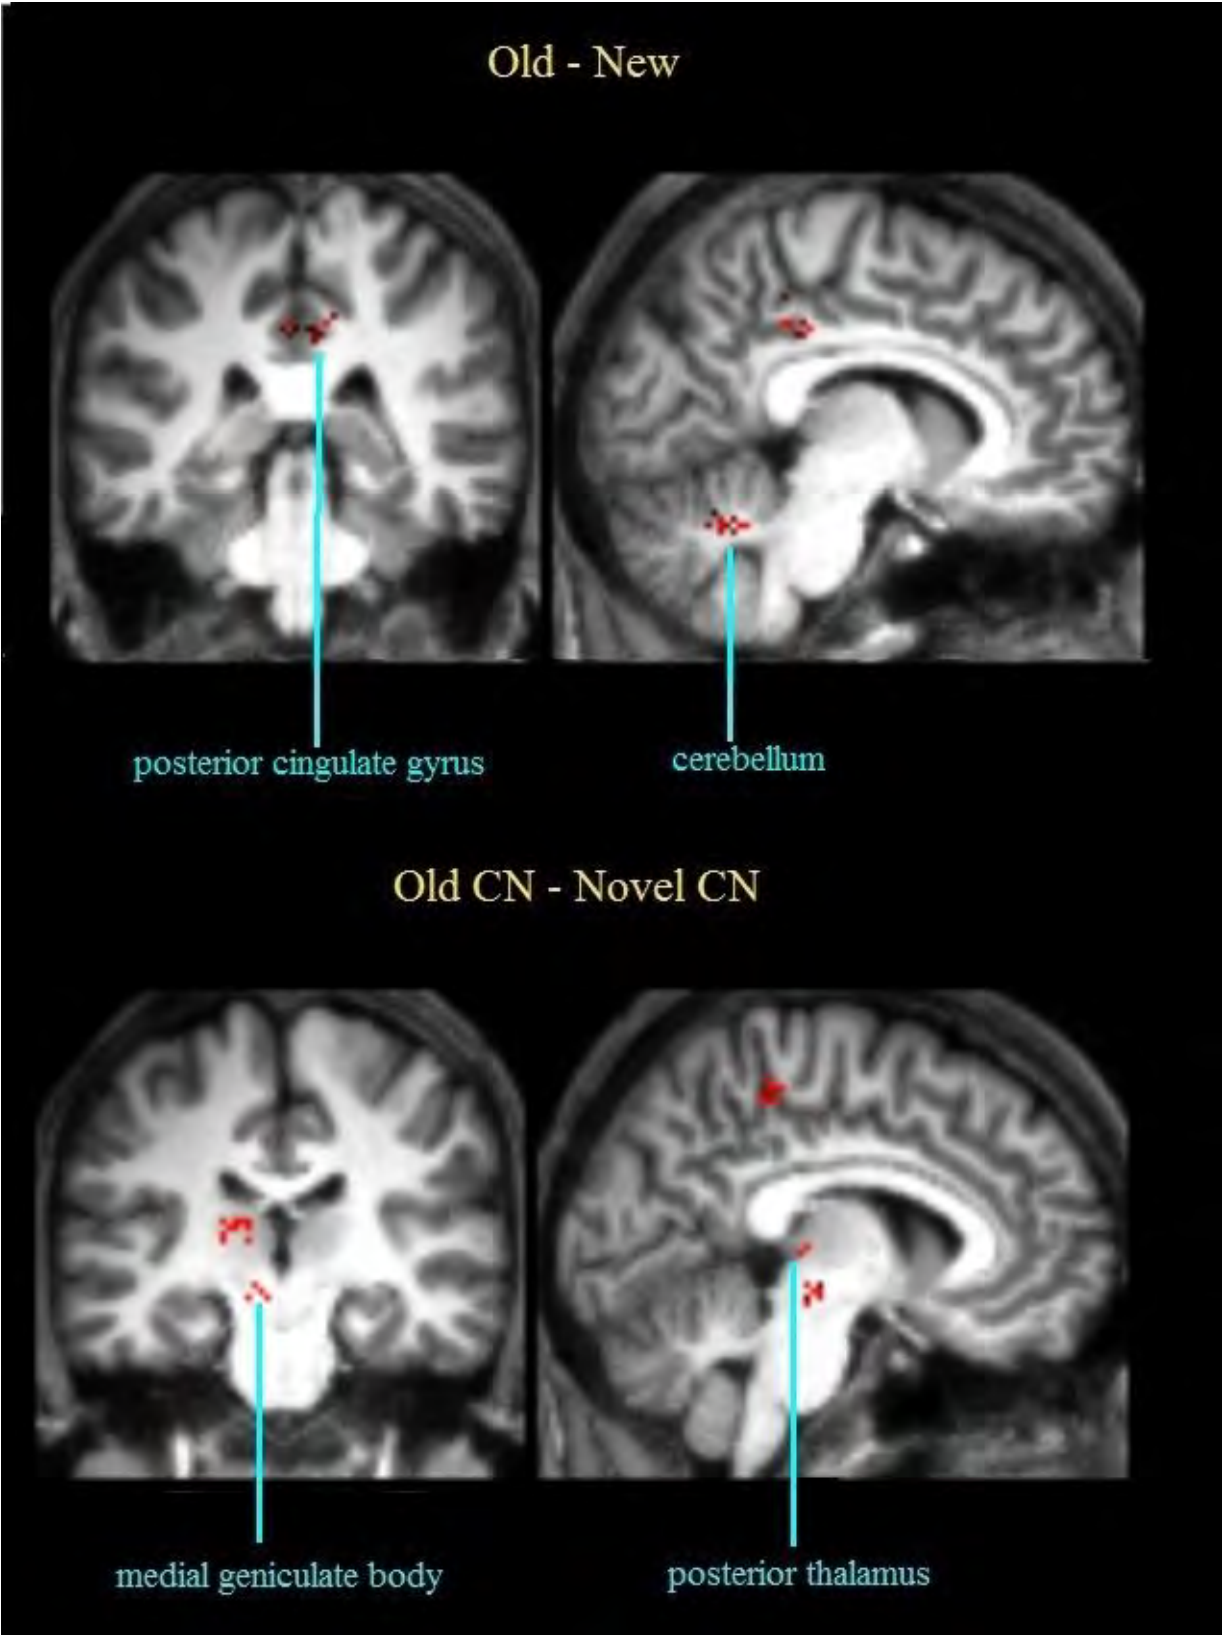 Old - New
posterior cingulate gyrus
cerebellum
Old CN - Novel CN
medial geniculate body
posterior thalamus